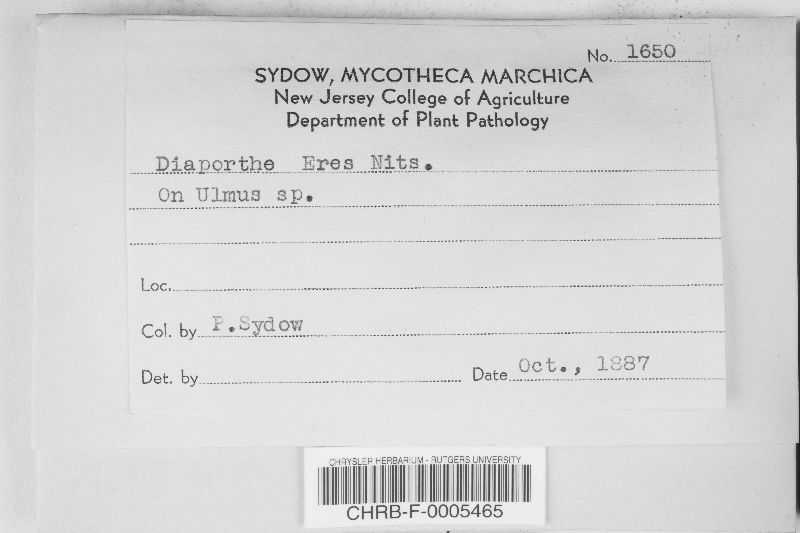 No. 1650
SYDOW, MYCOTHECA MARCHICA
New Jersey College of Agriculture
Department of Plant Pathology
Diaporthe Eres Nits.
On Ulmus sp.
Loc.
Col. by P.Sydow
Det. by Date Oct., 1887
CHRYSLER HERBARIUM - RUTGERS UNIVERSITY
CHRB-F-0005465